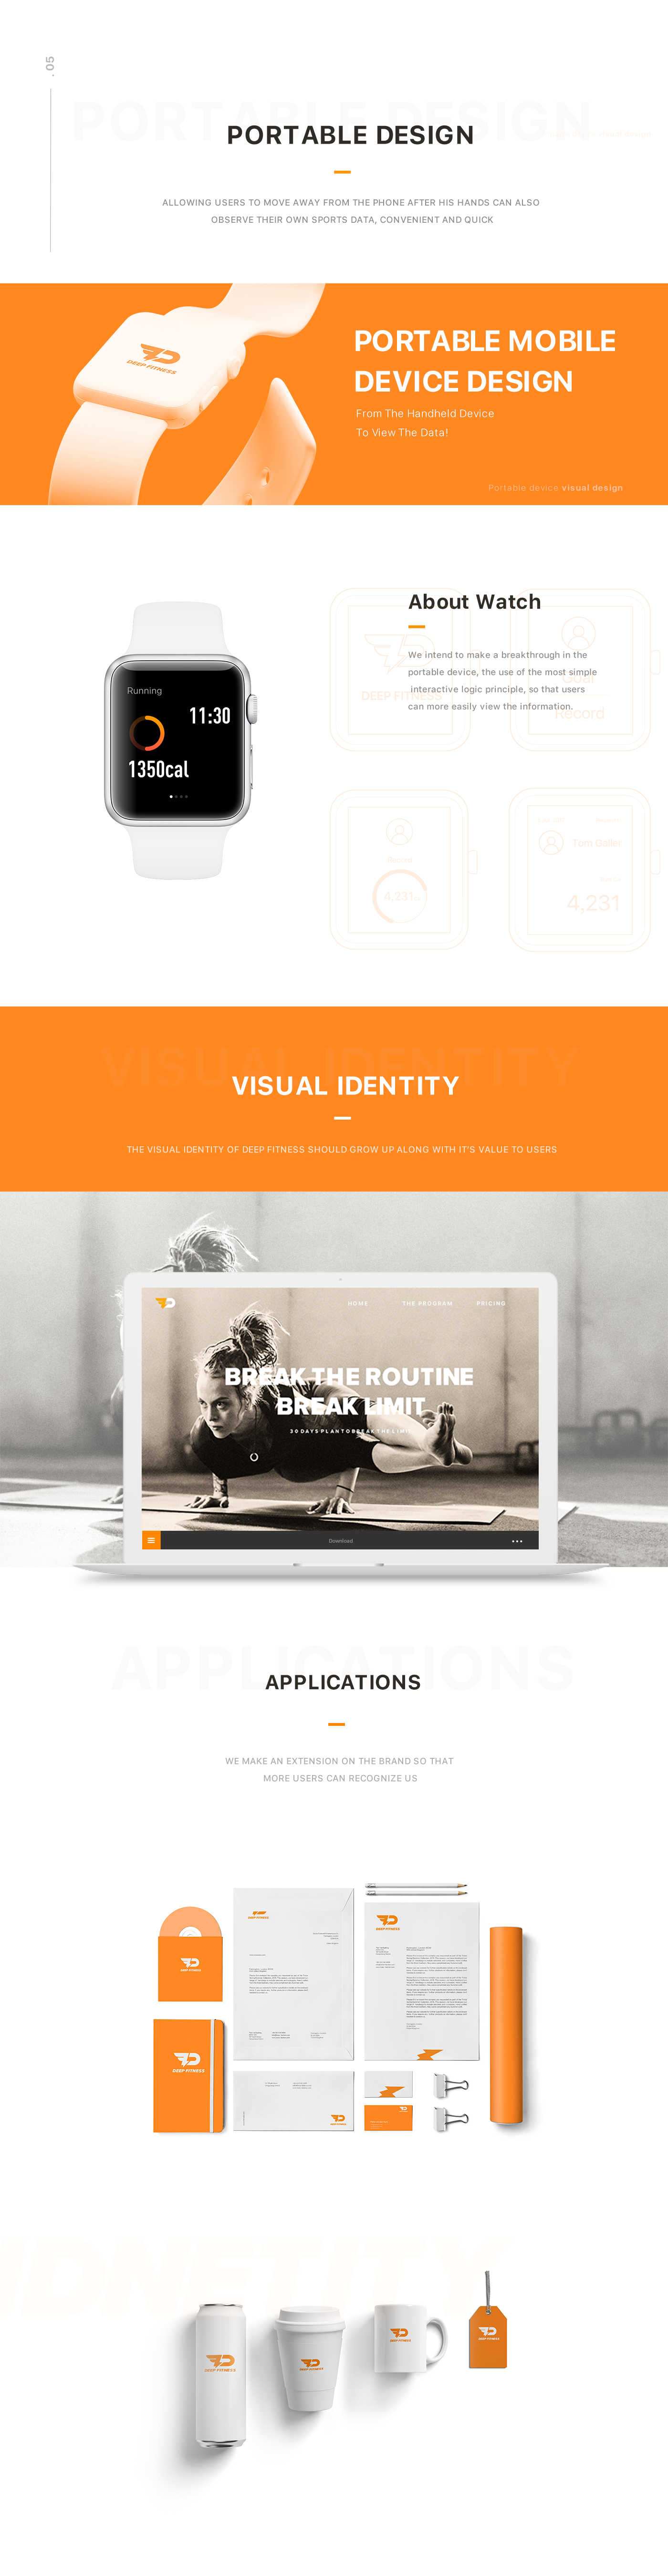 . 05
PORTABLE DESIGN
PORTABLE DESIGN
ALLOWING USERS TO MOVE AWAY FROM THE PHONE AFTER HIS HANDS CAN ALSO
OBSERVE THEIR OWN SPORTS DATA, CONVENIENT AND QUICK
DEEP FITNESS
PORTABLE MOBILE
DEVICE DESIGN
From The Handheld Device
To View The Data!
Portable device visual design
About Watch
We intend to make a breakthrough in the
portable device, the use of the most simple
interactive logic principle, so that users
can more easily view the information.
DEEP FITNESS
Record
Running
11:30
1350cal
Record
4,231
Tom Geller
4,231
VISUAL IDENTITY
VISUAL IDENTITY
THE VISUAL IDENTITY OF DEEP FITNESS SHOULD GROW UP ALONG WITH IT'S VALUE TO USERS
HOME THE PROGRAM PRICING
BREAK THE ROUTINE
BREAK LIMIT
30 DAYS PLAN TO BREAK THE LIMIT
Download
APPLICATIONS
APPLICATIONS
WE MAKE AN EXTENSION ON THE BRAND SO THAT
MORE USERS CAN RECOGNIZE US
DEEP FITNESS
DEEP FITNESS
DEEP FITNESS
DEEP FITNESS
DEEP FITNESS
IDNETITY
DEEP FITNESS
DEEP FITNESS
DEEP FITNESS
DEEP FITNESS